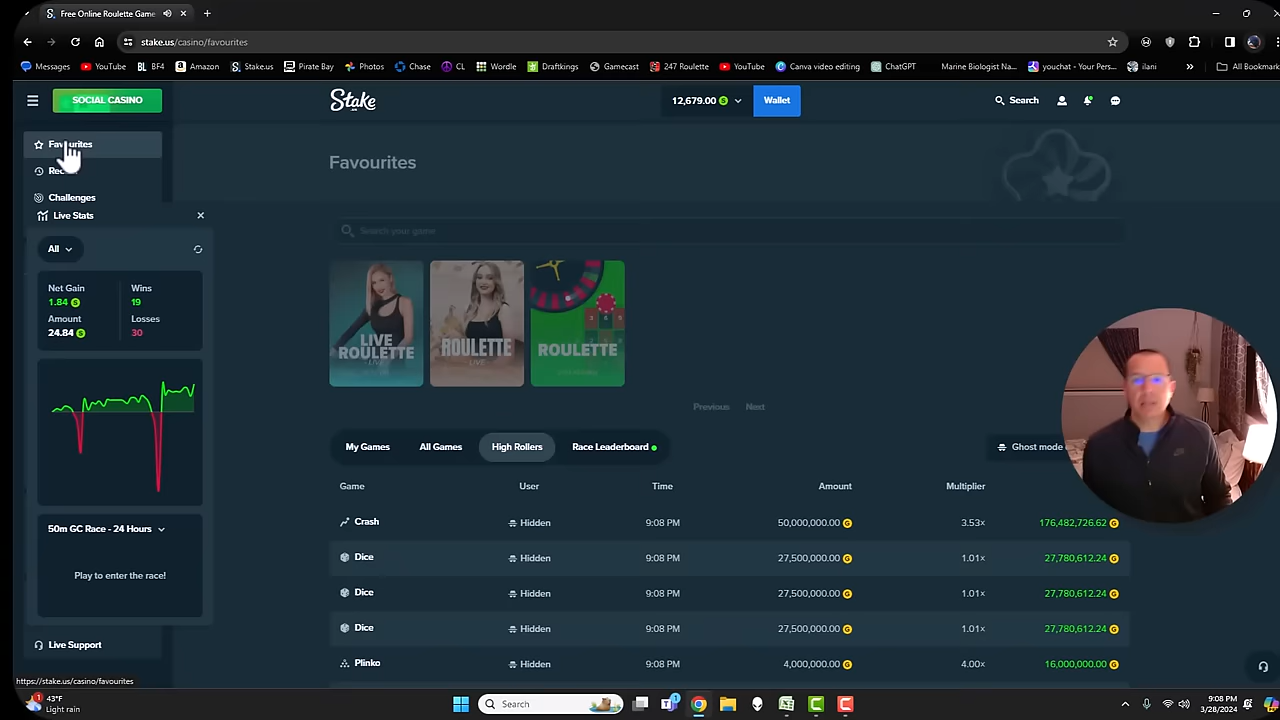 Free Online Roulette Game
stake.us/casino/favourites
Messages YouTube BL BF4 Amazon Stake.us Pirate Bay Photos Chase CL Wordle Draftkings Gamecast 247 Roulette YouTube Canva video editing ChatGPT Marine Biologist Na... youchat - Your Pers... ilani » All Bookmark
SOCIAL CASINO
Stake
12,679.00
Wallet
Search
Favourites
Favourites
Challenges
Live Stats
Search your game
All
Net Gain Wins
1.84 19
Amount Losses
24.84 30
LIVE ROULETTE
LIVE
ROULETTE
LIVE
ROULETTE
Previous Next
My Games All Games High Rollers Race Leaderboard
Ghost mode
Game User Time Amount Multiplier
Crash Hidden 9:08 PM 50,000,000.00 3.53× 176,482,726.62
Dice Hidden 9:08 PM 27,500,000.00 1.01× 27,780,612.24
Dice Hidden 9:08 PM 27,500,000.00 1.01× 27,780,612.24
Dice Hidden 9:08 PM 27,500,000.00 1.01× 27,780,612.24
Plinko Hidden 9:08 PM 4,000,000.00 4.00× 16,000,000.00
50m GC Race - 24 Hours
Play to enter the race!
Live Support
https://stake.us/casino/favourites
43°F
Light rain
Search
9:08 PM
3/28/2024